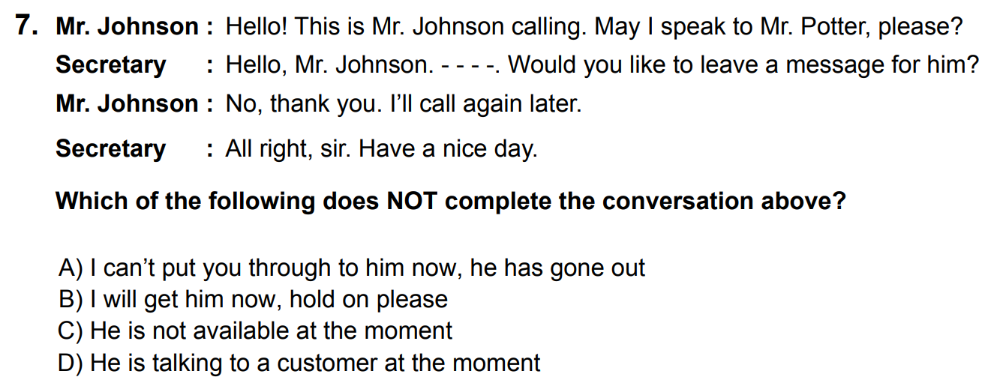 7. Mr. Johnson : Hello! This is Mr. Johnson calling. May I speak to Mr. Potter, please?
Secretary : Hello, Mr. Johnson. - - - -. Would you like to leave a message for him?
Mr. Johnson : No, thank you. I’ll call again later.
Secretary : All right, sir. Have a nice day.
Which of the following does NOT complete the conversation above?
A) I can’t put you through to him now, he has gone out
B) I will get him now, hold on please
C) He is not available at the moment
D) He is talking to a customer at the moment